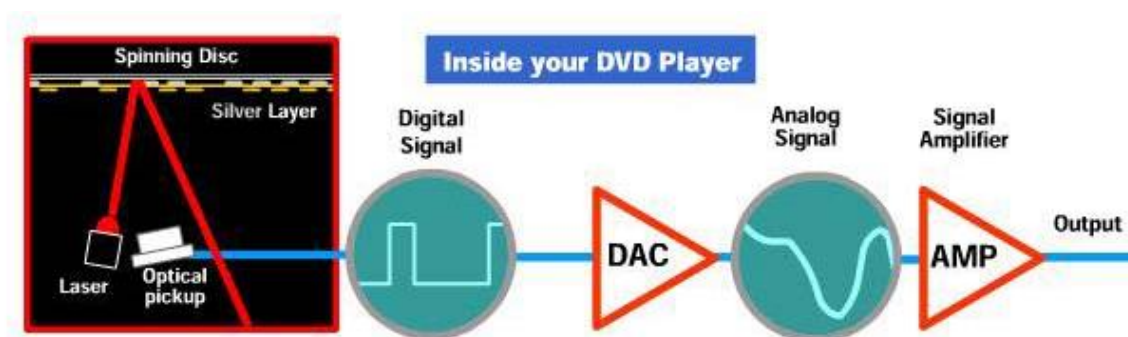 Spinning Disc
Inside your DVD Player
Silver Layer
Digital
Signal
Analog
Signal
Signal
Amplifier
DAC
AMP
Output
Laser
Optical
pickup